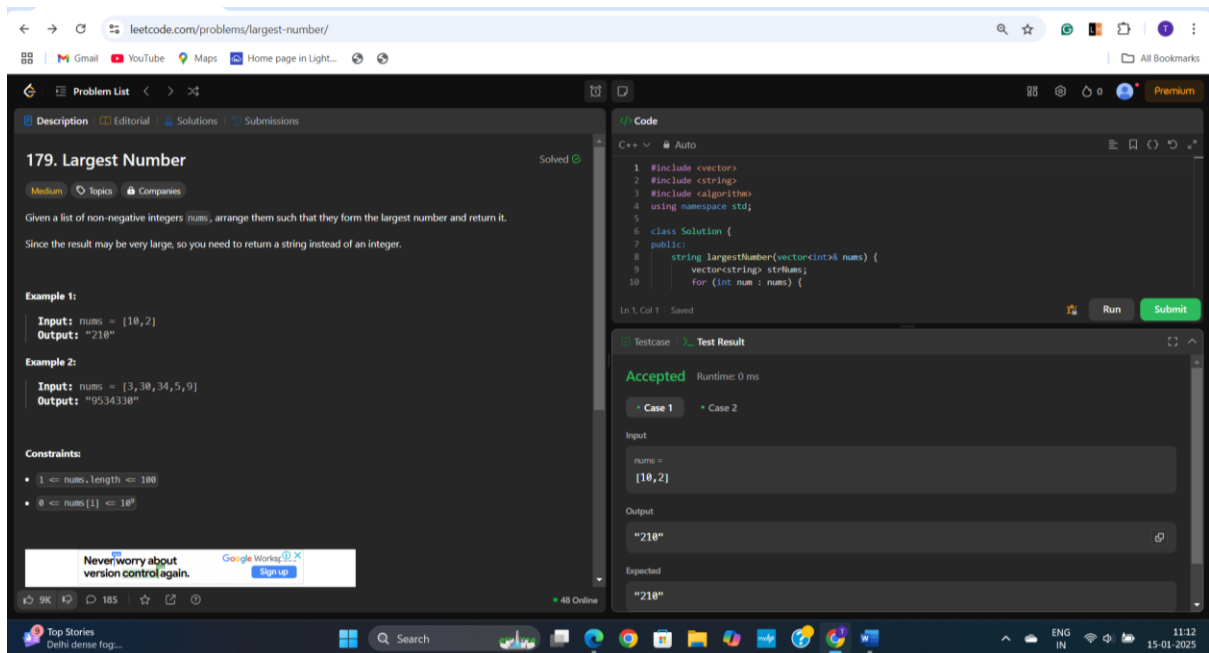 leetcode.com/problems/largest-number/
Gmail YouTube Maps Home page in Light... All Bookmarks
Problem List 0 Premium
Description Editorial Solutions Submissions
179. Largest Number Solved
Medium Topics Companies
Given a list of non-negative integers nums, arrange them such that they form the largest number and return it.
Since the result may be very large, so you need to return a string instead of an integer.
Example 1:
Input: nums = [10,2]
Output: "210"
Example 2:
Input: nums = [3,30,34,5,9]
Output: "9534330"
Constraints:
1 <= nums.length <= 100
0 <= nums[i] <= 10⁹
Never worry about
version control again.
Sign up
9K 185 48 Online
</> Code
C++ Auto
1 #include <vector>
2 #include <string>
3 #include <algorithm>
4 using namespace std;
5
6 class Solution {
7 public:
8 string largestNumber(vector<int>& nums) {
9 vector<string> strNums;
10 for (int num : nums) {
Ln 1, Col 1 Saved Run Submit
Testcase >_ Test Result
Accepted Runtime: 0 ms
Case 1 Case 2
Input
nums =
[10,2]
Output
"210"
Expected
"210"
9 Top Stories
Delhi dense fog:...
Search
ENG
IN
11:12
15-01-2025